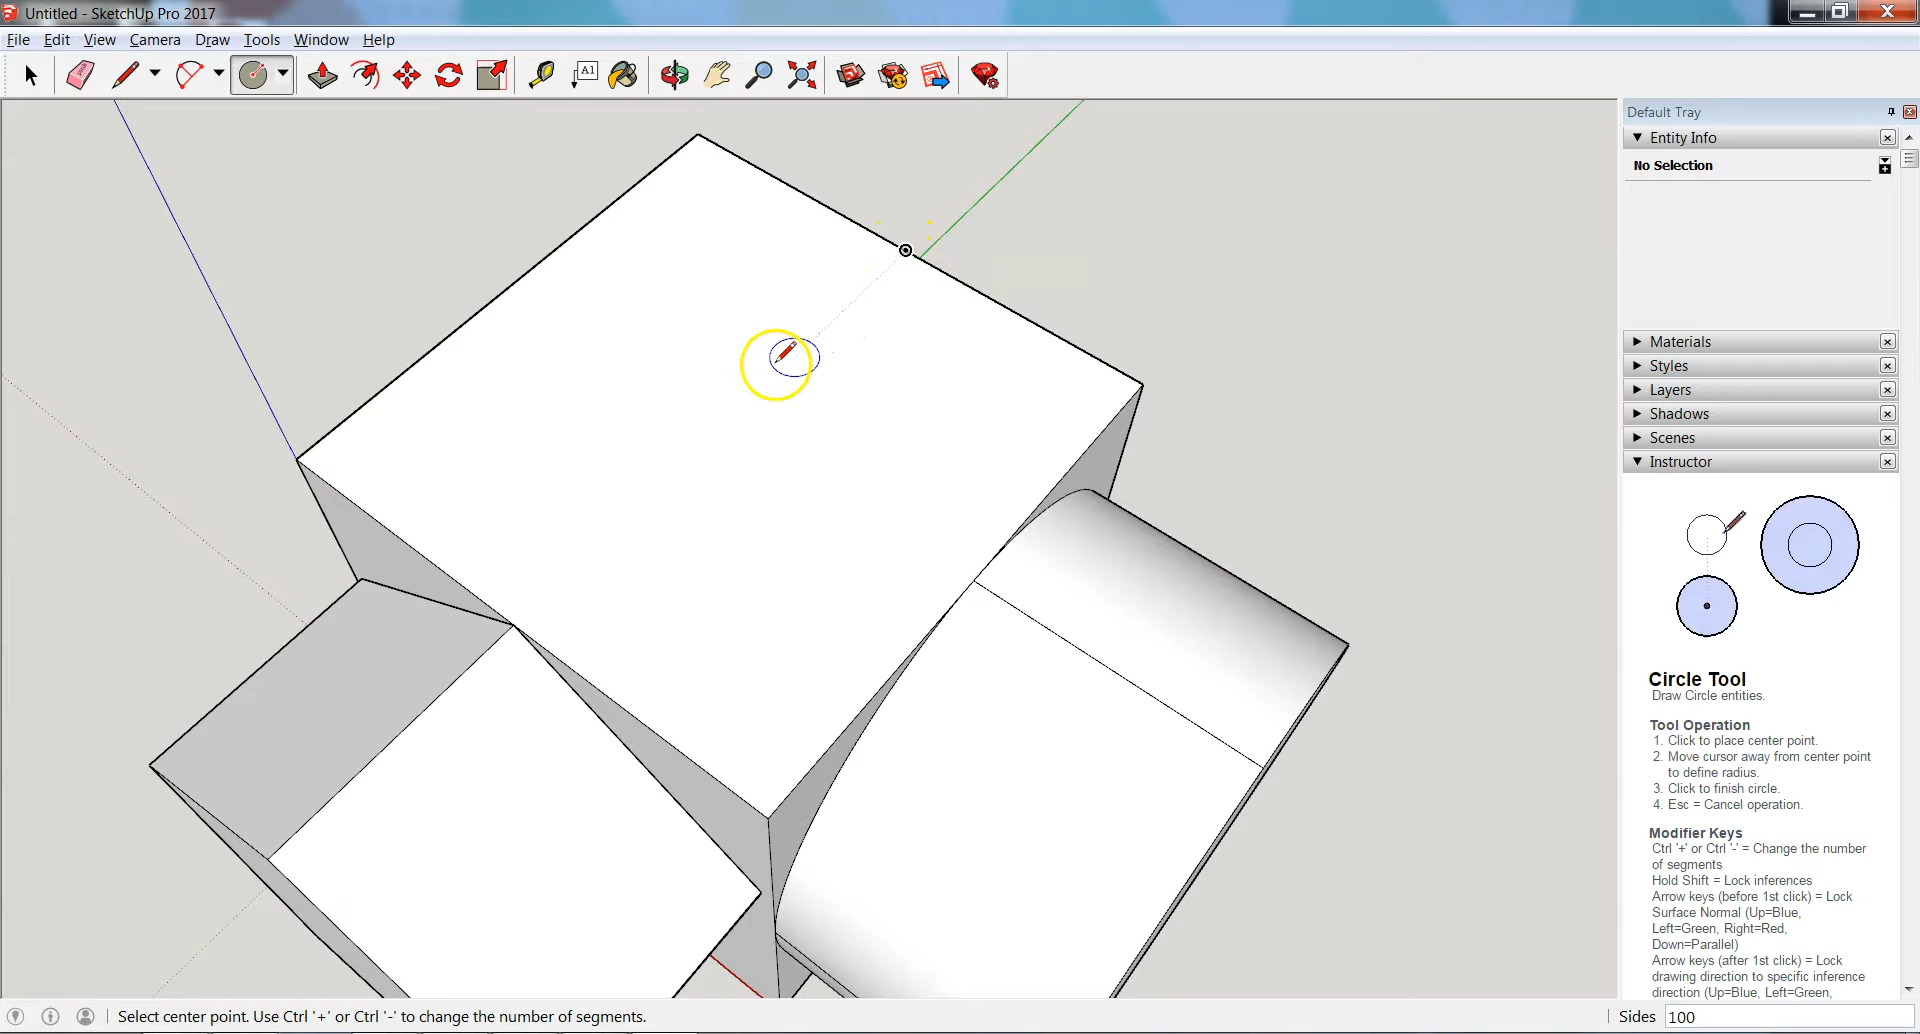 Untitled - SketchUp Pro 2017
File Edit View Camera Draw Tools Window Help
A1
Default Tray
Entity Info
No Selection
Materials
Styles
Layers
Shadows
Scenes
Instructor
Circle Tool
Draw Circle entities.
Tool Operation
1. Click to place center point.
2. Move cursor away from center point
to define radius.
3. Click to finish circle.
4. Esc = Cancel operation.
Modifier Keys
Ctrl '+' or Ctrl '-' = Change the number
of segments
Hold Shift = Lock inferences
Arrow keys (before 1st click) = Lock
Surface Normal (Up=Blue,
Left=Green, Right=Red,
Down=Parallel)
Arrow keys (after 1st click) = Lock
drawing direction to specific inference
direction (Up=Blue, Left=Green,
Select center point. Use Ctrl '+' or Ctrl '-' to change the number of segments.
Sides 100